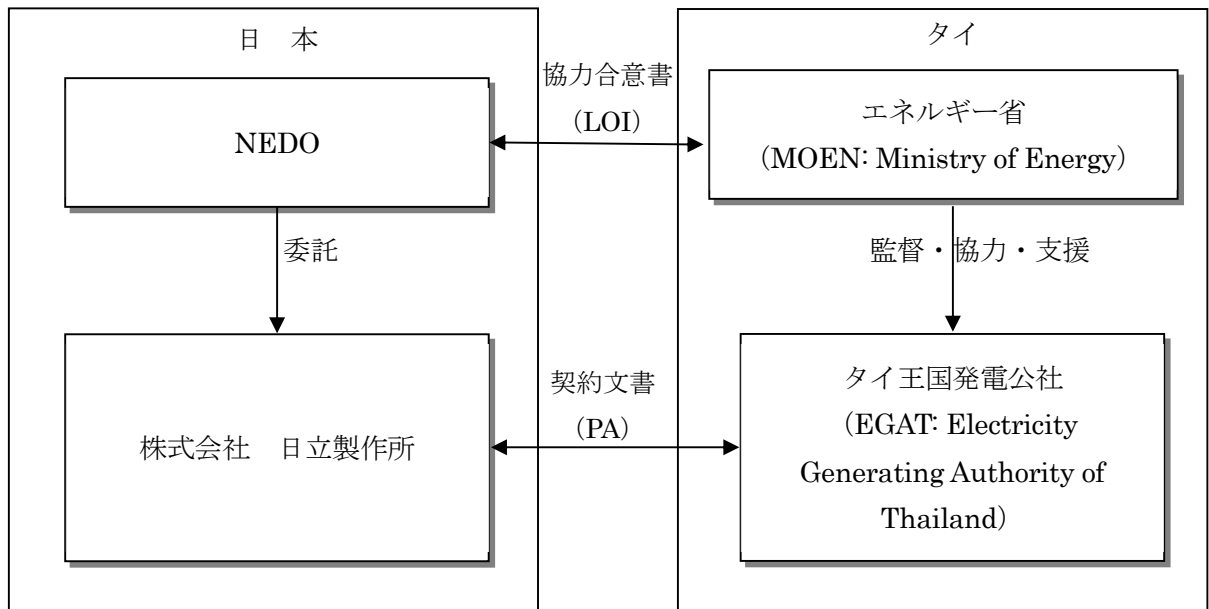 日　本
タイ
NEDO
協力合意書
(LOI)
エネルギー省
(MOEN: Ministry of Energy)
委託
監督・協力・支援
株式会社　日立製作所
契約文書
(PA)
タイ王国発電公社
(EGAT: Electricity
Generating Authority of
Thailand)